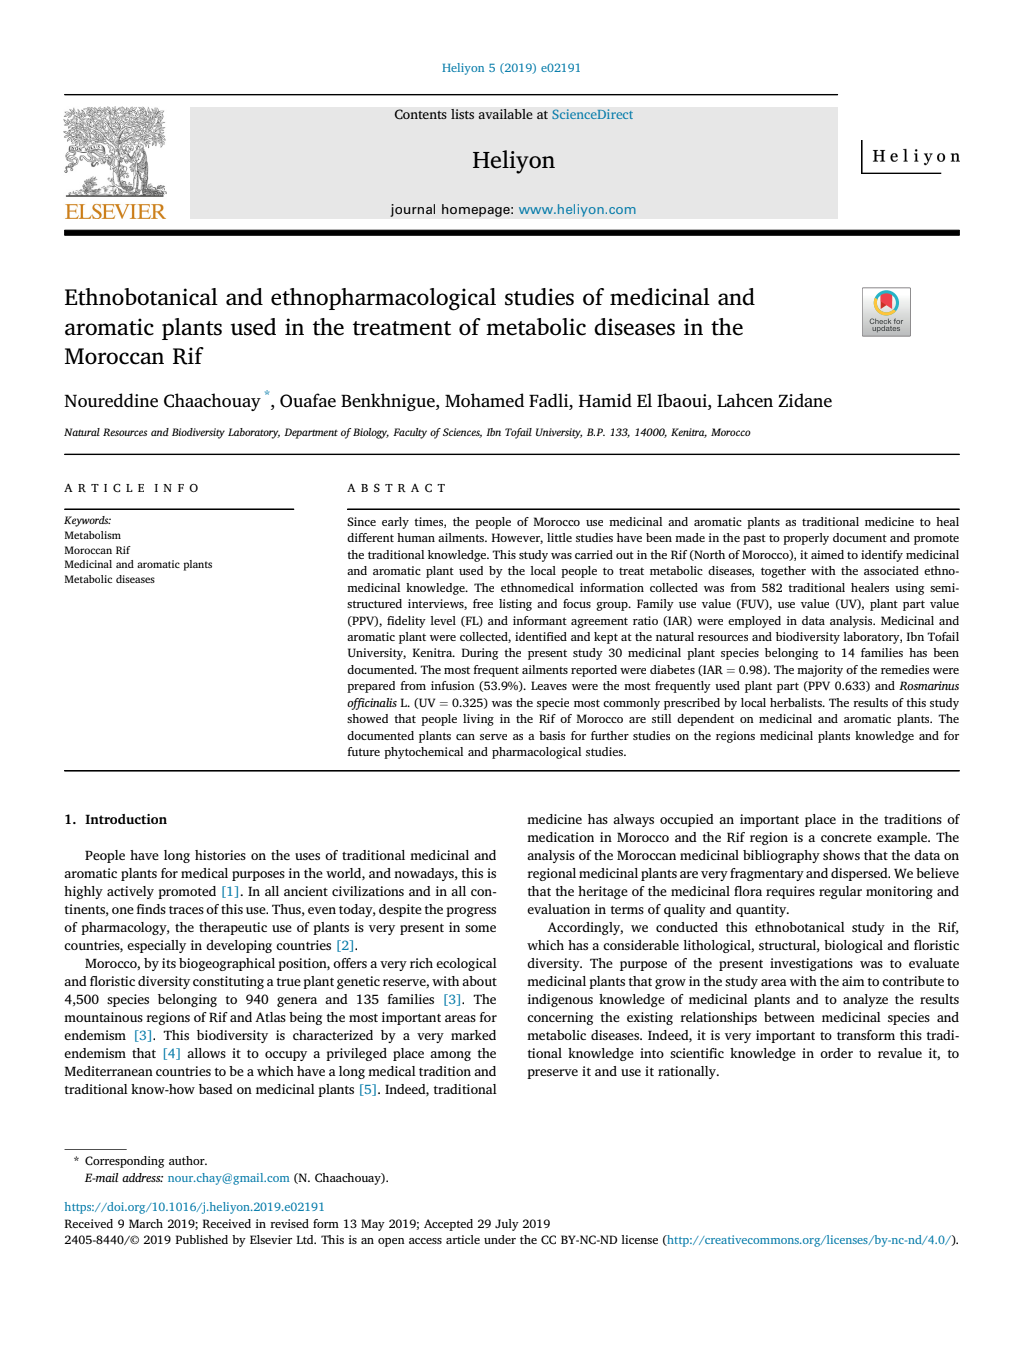 Heliyon 5 (2019) e02191
Contents lists available at ScienceDirect
Heliyon
journal homepage: www.heliyon.com
ELSEVIER
Heliyon
Ethnobotanical and ethnopharmacological studies of medicinal and
aromatic plants used in the treatment of metabolic diseases in the
Moroccan Rif
Check for
updates
Noureddine Chaachouay *, Ouafae Benkhnigue, Mohamed Fadli, Hamid El Ibaoui, Lahcen Zidane
Natural Resources and Biodiversity Laboratory, Department of Biology, Faculty of Sciences, Ibn Tofail University, B.P. 133, 14000, Kenitra, Morocco
ARTICLE INFO
Keywords:
Metabolism
Moroccan Rif
Medicinal and aromatic plants
Metabolic diseases
ABSTRACT
Since early times, the people of Morocco use medicinal and aromatic plants as traditional medicine to heal
different human ailments. However, little studies have been made in the past to properly document and promote
the traditional knowledge. This study was carried out in the Rif (North of Morocco), it aimed to identify medicinal
and aromatic plant used by the local people to treat metabolic diseases, together with the associated ethno-
medicinal knowledge. The ethnomedical information collected was from 582 traditional healers using semi-
structured interviews, free listing and focus group. Family use value (FUV), use value (UV), plant part value
(PPV), fidelity level (FL) and informant agreement ratio (IAR) were employed in data analysis. Medicinal and
aromatic plant were collected, identified and kept at the natural resources and biodiversity laboratory, Ibn Tofail
University, Kenitra. During the present study 30 medicinal plant species belonging to 14 families has been
documented. The most frequent ailments reported were diabetes (IAR = 0.98). The majority of the remedies were
prepared from infusion (53.9%). Leaves were the most frequently used plant part (PPV 0.633) and Rosmarinus
officinalis L. (UV = 0.325) was the specie most commonly prescribed by local herbalists. The results of this study
showed that people living in the Rif of Morocco are still dependent on medicinal and aromatic plants. The
documented plants can serve as a basis for further studies on the regions medicinal plants knowledge and for
future phytochemical and pharmacological studies.
1. Introduction
People have long histories on the uses of traditional medicinal and
aromatic plants for medical purposes in the world, and nowadays, this is
highly actively promoted [1]. In all ancient civilizations and in all con-
tinents, one finds traces of this use. Thus, even today, despite the progress
of pharmacology, the therapeutic use of plants is very present in some
countries, especially in developing countries [2].
Morocco, by its biogeographical position, offers a very rich ecological
and floristic diversity constituting a true plant genetic reserve, with about
4,500 species belonging to 940 genera and 135 families [3]. The
mountainous regions of Rif and Atlas being the most important areas for
endemism [3]. This biodiversity is characterized by a very marked
endemism that [4] allows it to occupy a privileged place among the
Mediterranean countries to be a which have a long medical tradition and
traditional know-how based on medicinal plants [5]. Indeed, traditional
medicine has always occupied an important place in the traditions of
medication in Morocco and the Rif region is a concrete example. The
analysis of the Moroccan medicinal bibliography shows that the data on
regional medicinal plants are very fragmentary and dispersed. We believe
that the heritage of the medicinal flora requires regular monitoring and
evaluation in terms of quality and quantity.
Accordingly, we conducted this ethnobotanical study in the Rif,
which has a considerable lithological, structural, biological and floristic
diversity. The purpose of the present investigations was to evaluate
medicinal plants that grow in the study area with the aim to contribute to
indigenous knowledge of medicinal plants and to analyze the results
concerning the existing relationships between medicinal species and
metabolic diseases. Indeed, it is very important to transform this tradi-
tional knowledge into scientific knowledge in order to revalue it, to
preserve it and use it rationally.
* Corresponding author.
E-mail address: nour.chay@gmail.com (N. Chaachouay).
https://doi.org/10.1016/j.heliyon.2019.e02191
Received 9 March 2019; Received in revised form 13 May 2019; Accepted 29 July 2019
2405-8440/© 2019 Published by Elsevier Ltd. This is an open access article under the CC BY-NC-ND license (http://creativecommons.org/licenses/by-nc-nd/4.0/).